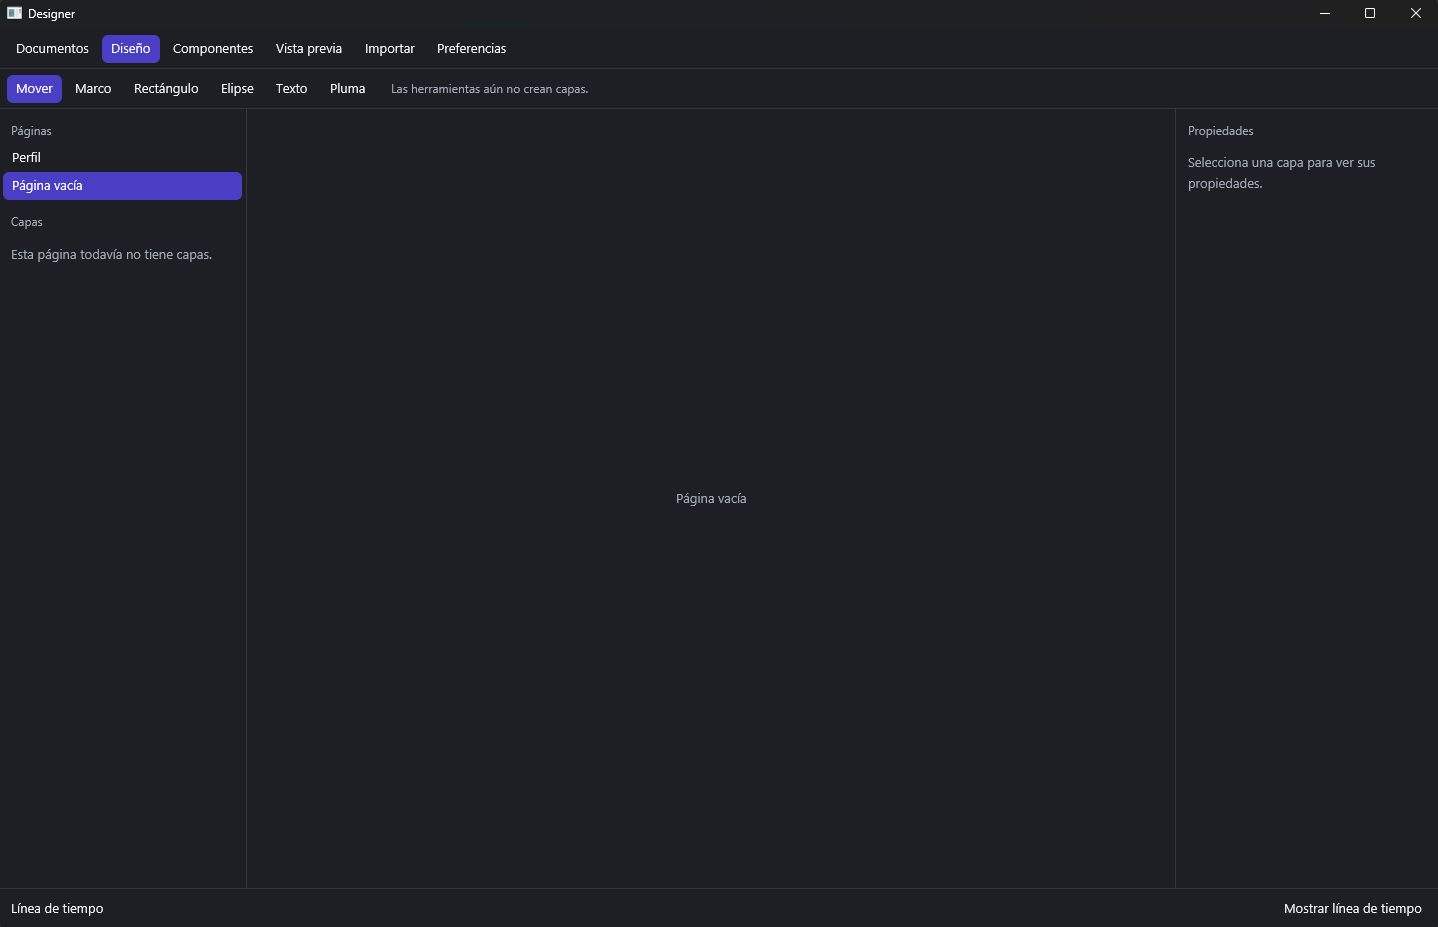 Designer
Documentos Diseño Componentes Vista previa Importar Preferencias
Mover Marco Rectángulo Elipse Texto Pluma Las herramientas aún no crean capas.
Páginas
Perfil
Página vacía
Capas
Esta página todavía no tiene capas.
Página vacía
Propiedades
Selecciona una capa para ver sus
propiedades.
Línea de tiempo
Mostrar línea de tiempo